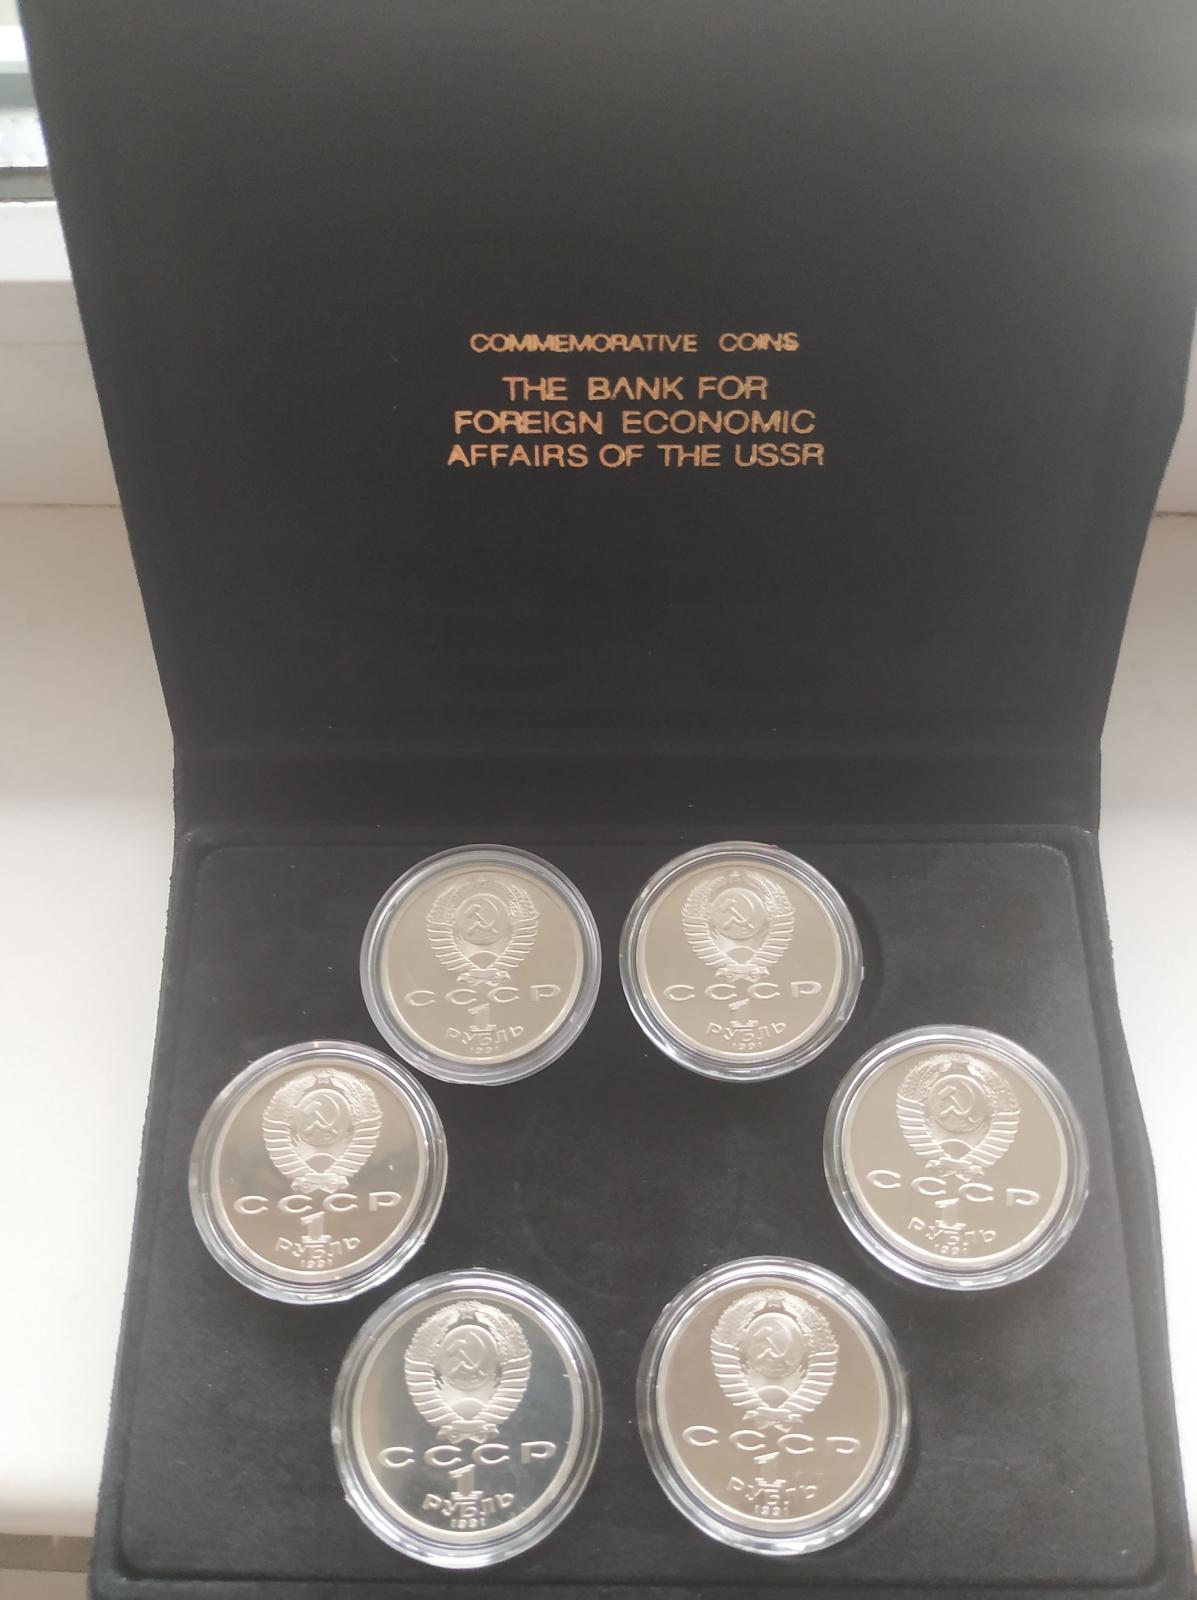 COMMEMORATIVE COINS
THE BANK FOR
FOREIGN ECONOMIC
AFFAIRS OF THE USSR
СССР
1
РУБЛЬ
1991
СССР
1
РУБЛЬ
1991
СССР
1
РУБЛЬ
1991
СССР
1
РУБЛЬ
1991
СССР
1
РУБЛЬ
1991
СССР
1
РУБЛЬ
1991